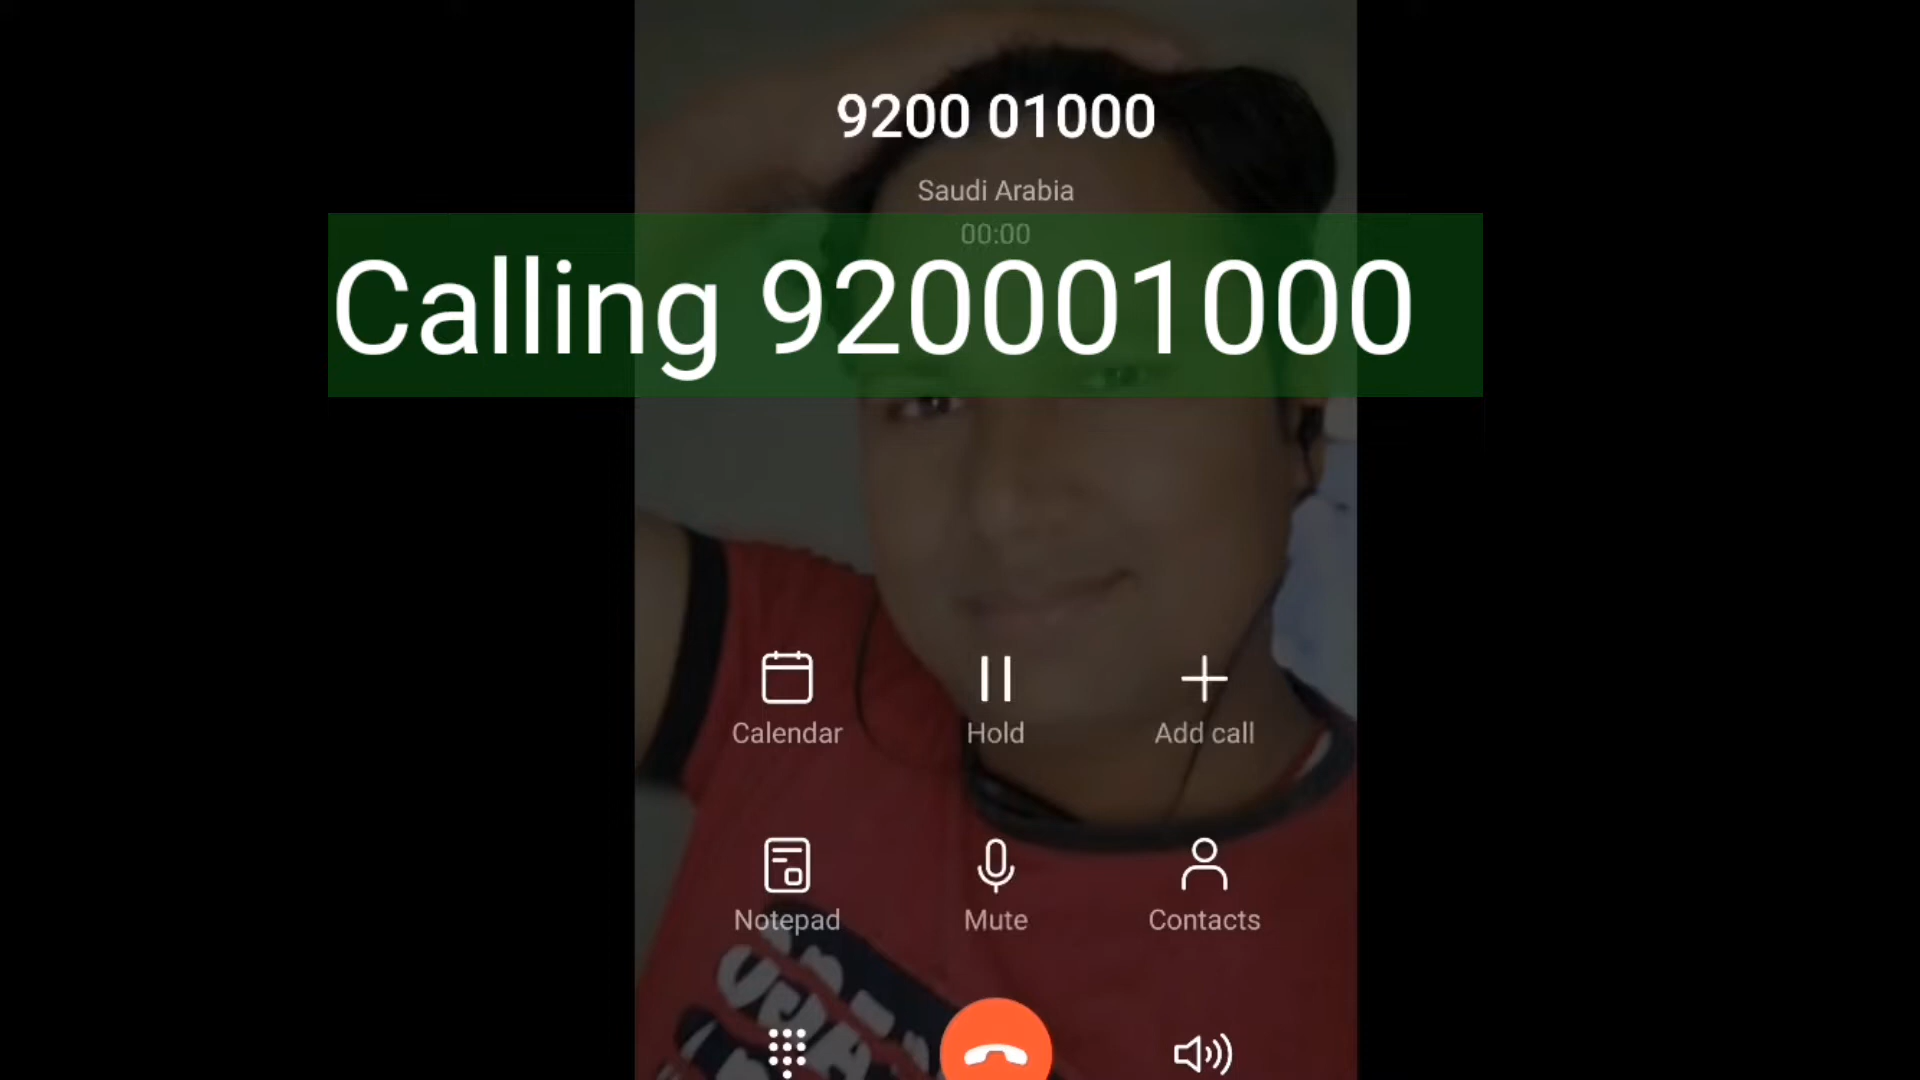 9200 01000
Saudi Arabia
00:00
Calling 920001000
Calendar
Hold
Add call
Notepad
Mute
Contacts